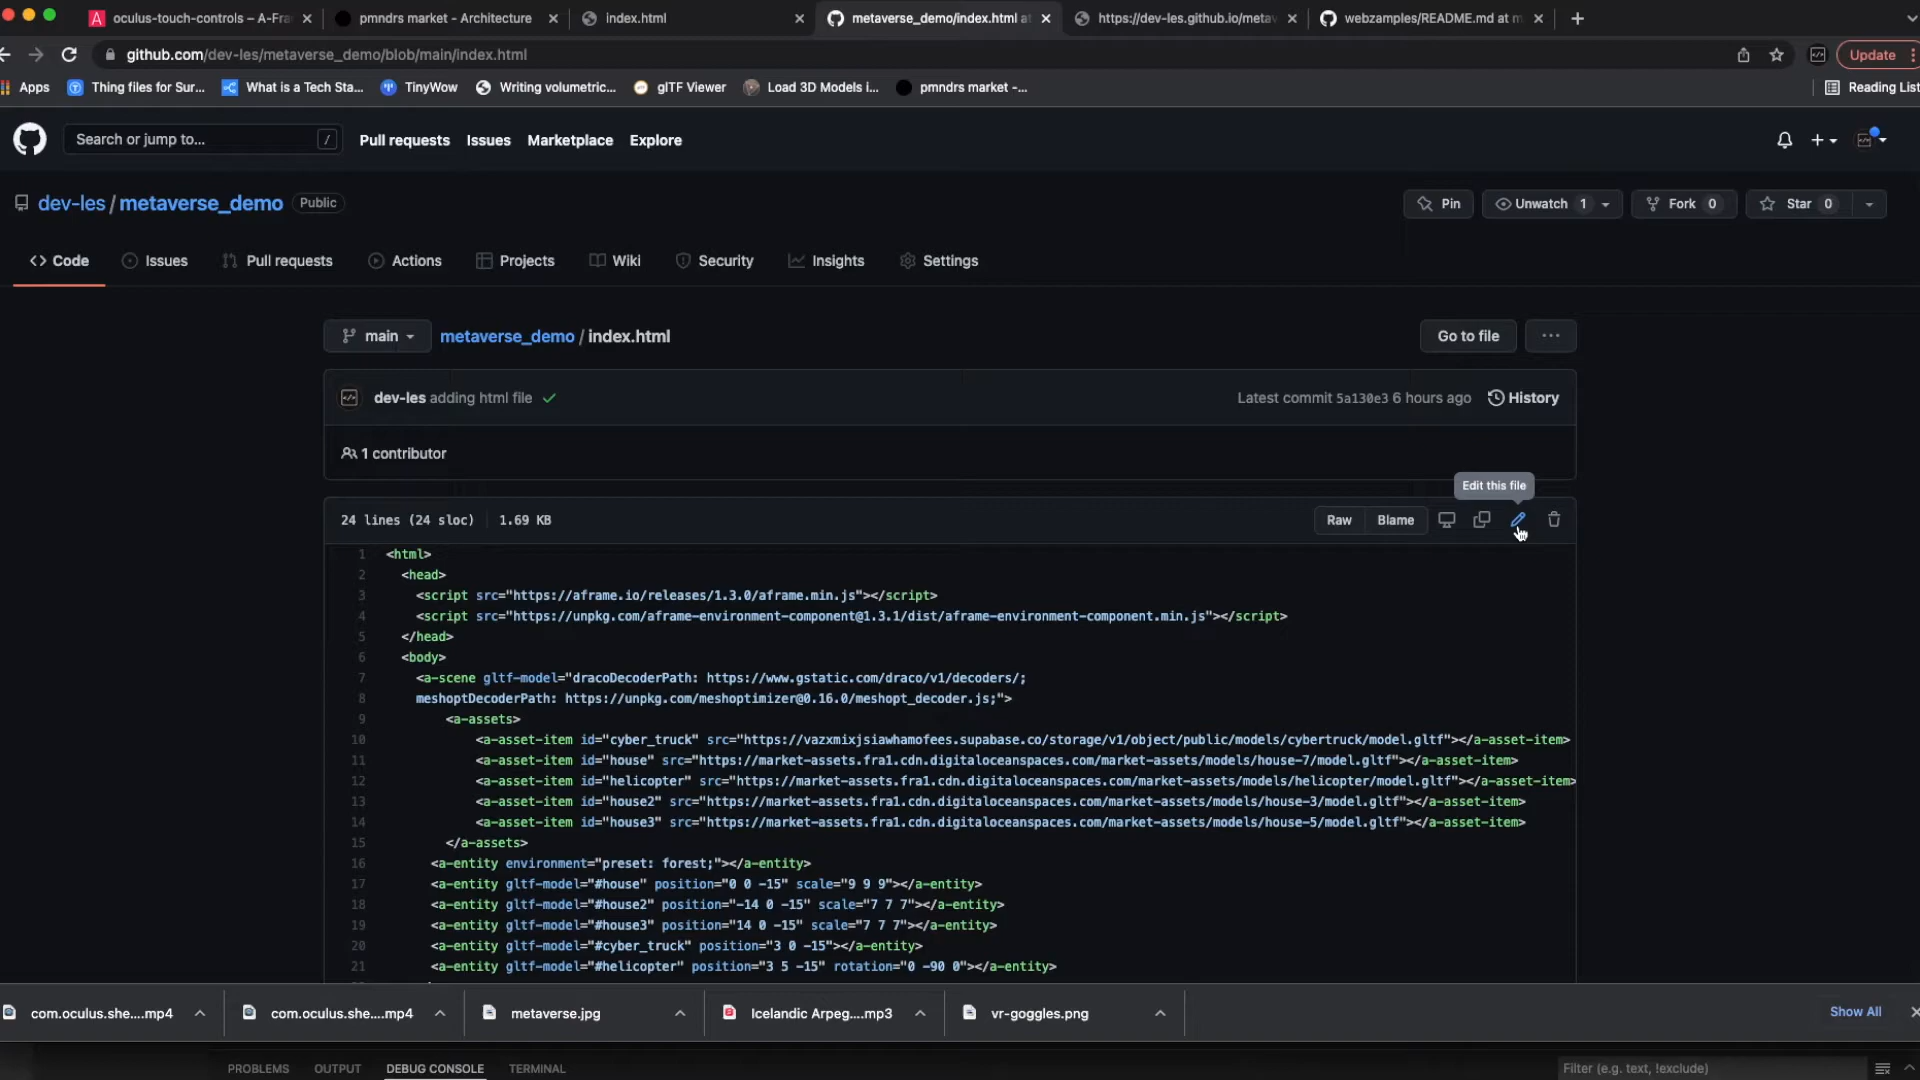 oculus-touch-controls – A-Fra
pmndrs market - Architecture
index.html
metaverse_demo/index.html at
https://dev-les.github.io/metav
webzamples/README.md at m
github.com/dev-les/metaverse_demo/blob/main/index.html
Update
Apps
Thing files for Sur...
What is a Tech Sta...
TinyWow
Writing volumetric...
glTF Viewer
Load 3D Models i...
pmndrs market -...
Reading List
Search or jump to...
/
Pull requests
Issues
Marketplace
Explore
dev-les / metaverse_demo Public
Pin
Unwatch 1
Fork 0
Star 0
<> Code
Issues
Pull requests
Actions
Projects
Wiki
Security
Insights
Settings
main
metaverse_demo / index.html
Go to file
...
dev-les adding html file
Latest commit 5a130e3 6 hours ago
History
1 contributor
Edit this file
24 lines (24 sloc) 1.69 KB
Raw
Blame
1 <html>
2 <head>
3 <script src="https://aframe.io/releases/1.3.0/aframe.min.js"></script>
4 <script src="https://unpkg.com/aframe-environment-component@1.3.1/dist/aframe-environment-component.min.js"></script>
5 </head>
6 <body>
7 <a-scene gltf-model="dracoDecoderPath: https://www.gstatic.com/draco/v1/decoders/;
8 meshoptDecoderPath: https://unpkg.com/meshoptimizer@0.16.0/meshopt_decoder.js;">
9 <a-assets>
10 <a-asset-item id="cyber_truck" src="https://vazxmixjsiawhamofees.supabase.co/storage/v1/object/public/models/cybertruck/model.gltf"></a-asset-item>
11 <a-asset-item id="house" src="https://market-assets.fra1.cdn.digitaloceanspaces.com/market-assets/models/house-7/model.gltf"></a-asset-item>
12 <a-asset-item id="helicopter" src="https://market-assets.fra1.cdn.digitaloceanspaces.com/market-assets/models/helicopter/model.gltf"></a-asset-item>
13 <a-asset-item id="house2" src="https://market-assets.fra1.cdn.digitaloceanspaces.com/market-assets/models/house-3/model.gltf"></a-asset-item>
14 <a-asset-item id="house3" src="https://market-assets.fra1.cdn.digitaloceanspaces.com/market-assets/models/house-5/model.gltf"></a-asset-item>
15 </a-assets>
16 <a-entity environment="preset: forest;"></a-entity>
17 <a-entity gltf-model="#house" position="0 0 -15" scale="9 9 9"></a-entity>
18 <a-entity gltf-model="#house2" position="-14 0 -15" scale="7 7 7"></a-entity>
19 <a-entity gltf-model="#house3" position="14 0 -15" scale="7 7 7"></a-entity>
20 <a-entity gltf-model="#cyber_truck" position="3 0 -15"></a-entity>
21 <a-entity gltf-model="#helicopter" position="3 5 -15" rotation="0 -90 0"></a-entity>
com.oculus.she....mp4
com.oculus.she....mp4
metaverse.jpg
Icelandic Arpeg....mp3
vr-goggles.png
Show All
PROBLEMS
OUTPUT
DEBUG CONSOLE
TERMINAL
Filter (e.g. text, !exclude)